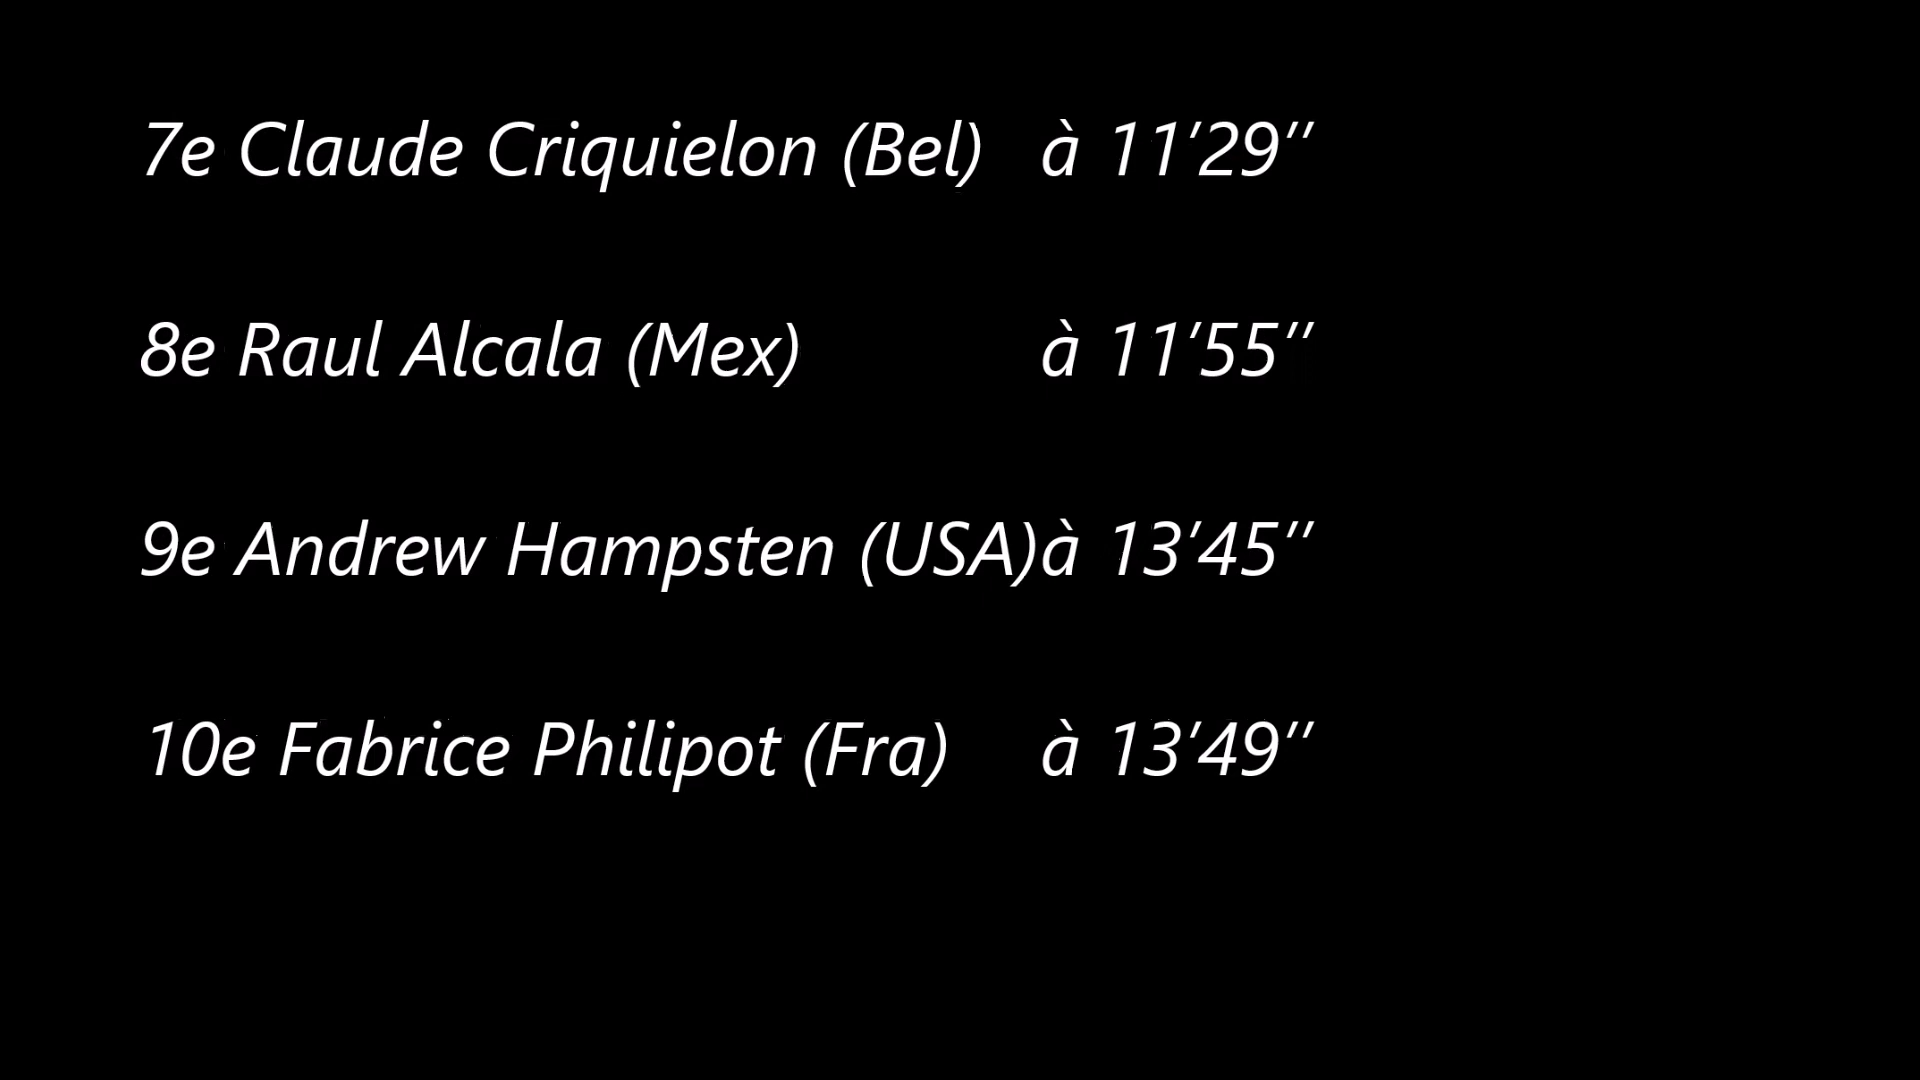 7e Claude Criquielon (Bel) à 11’29’’
8e Raul Alcala (Mex) à 11’55’’
9e Andrew Hampsten (USA)à 13’45’’
10e Fabrice Philipot (Fra) à 13’49’’